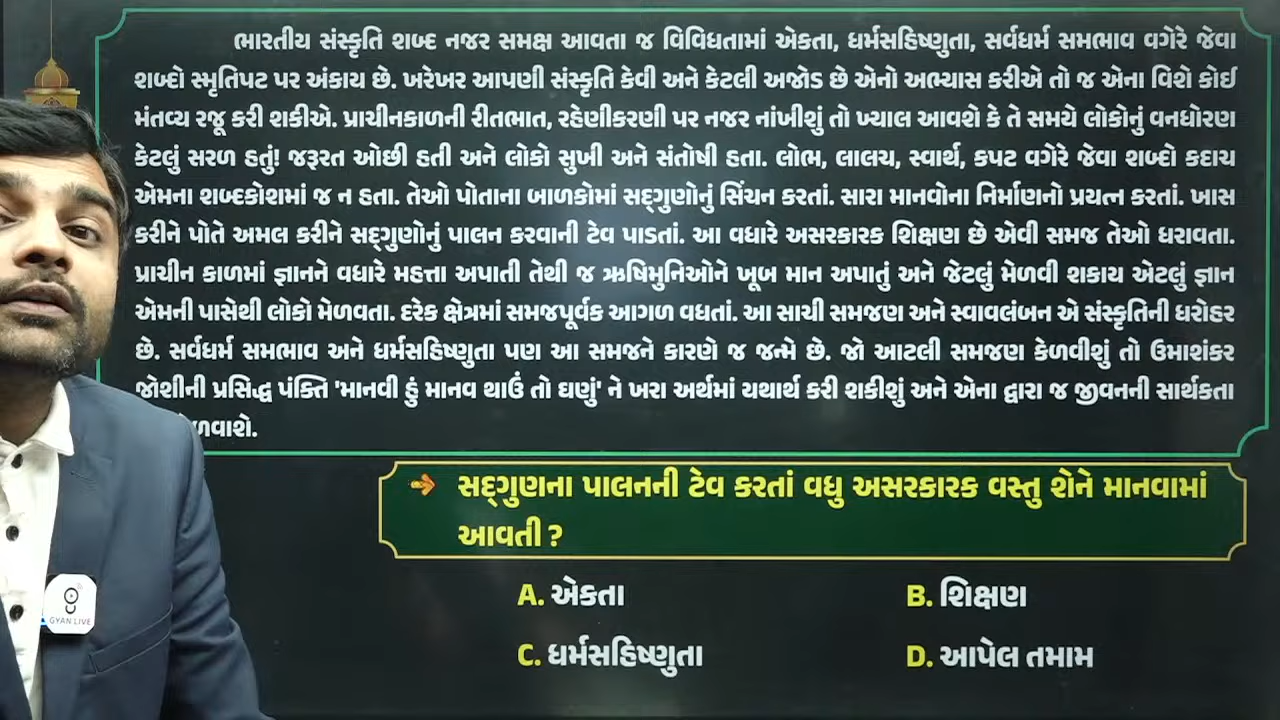 ભારતીય સંસ્કૃતિ શબ્દ નજર સમક્ષ આવતા જ વિવિધતામાં એકતા, ધર્મસહિષ્ણુતા, સર્વધર્મ સમભાવ વગેરે જેવા
શબ્દો સ્મૃતિપટ પર અંકાય છે. ખરેખર આપણી સંસ્કૃતિ કેવી અને કેટલી અજોડ છે એનો અભ્યાસ કરીએ તો જ એના વિશે કોઈ
મંતવ્ય રજૂ કરી શકીએ. પ્રાચીનકાળની રીતભાત, રહેણીકરણી પર નજર નાંખીશું તો ખ્યાલ આવશે કે તે સમયે લોકોનું વનધોરણ
કેટલું સરળ હતું! જરૂરત ઓછી હતી અને લોકો સુખી અને સંતોષી હતા. લોભ, લાલચ, સ્વાર્થ, કપટ વગેરે જેવા શબ્દો કદાચ
એમના શબ્દકોશમાં જ ન હતા. તેઓ પોતાના બાળકોમાં સદ્‌ગુણોનું સિંચન કરતાં. સારા માનવોના નિર્માણનો પ્રયત્ન કરતાં. ખાસ
કરીને પોતે અમલ કરીને સદ્‌ગુણોનું પાલન કરવાની ટેવ પાડતાં. આ વધારે અસરકારક શિક્ષણ છે એવી સમજ તેઓ ધરાવતા.
પ્રાચીન કાળમાં જ્ઞાનને વધારે મહત્તા અપાતી તેથી જ ઋષિમુનિઓને ખૂબ માન અપાતું અને જેટલું મેળવી શકાય એટલું જ્ઞાન
એમની પાસેથી લોકો મેળવતા. દરેક ક્ષેત્રમાં સમજપૂર્વક આગળ વધતાં. આ સાચી સમજણ અને સ્વાવલંબન એ સંસ્કૃતિની ધરોહર
છે. સર્વધર્મ સમભાવ અને ધર્મસહિષ્ણુતા પણ આ સમજને કારણે જ જન્મે છે. જો આટલી સમજણ કેળવીશું તો ઉમાશંકર
જોશીની પ્રસિદ્ધ પંક્તિ 'માનવી હું માનવ થાઉં તો ઘણું' ને ખરા અર્થમાં યથાર્થ કરી શકીશું અને એના દ્વારા જ જીવનની સાર્થકતા
ળવાશે.
સદ્‌ગુણના પાલનની ટેવ કરતાં વધુ અસરકારક વસ્તુ શેને માનવામાં
આવતી ?
A. એકતા
B. શિક્ષણ
C. ધર્મસહિષ્ણુતા
D. આપેલ તમામ
GYAN LIVE